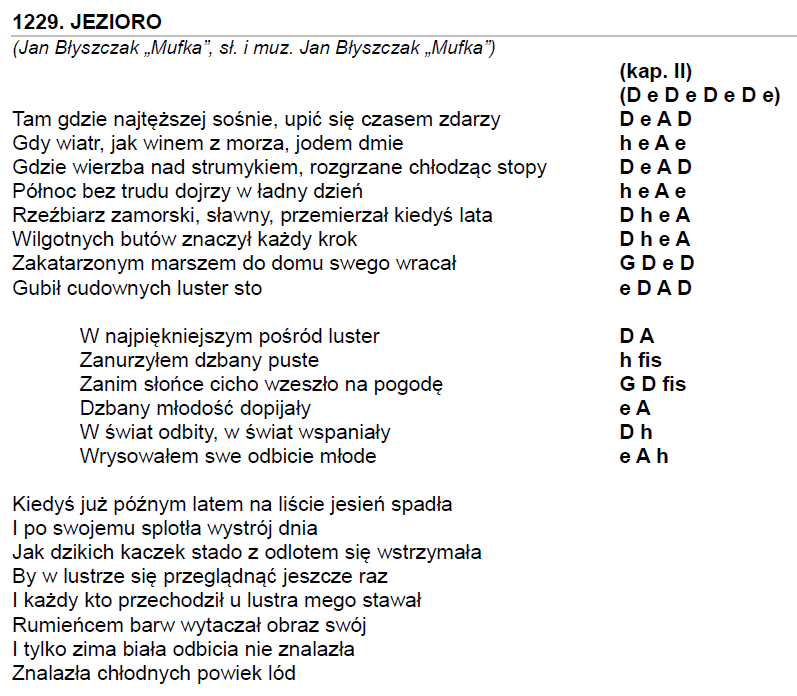 1229. JEZIORO
(Jan Błyszczak „Mufka”, sł. i muz. Jan Błyszczak „Mufka”)
(kap. II)
(D e D e D e D e)
Tam gdzie najtęższej sośnie, upić się czasem zdarzy D e A D
Gdy wiatr, jak winem z morza, jodem dmie h e A e
Gdzie wierzba nad strumykiem, rozgrzane chłodząc stopy D e A D
Północ bez trudu dojrzy w ładny dzień h e A e
Rzeźbiarz zamorski, sławny, przemierzał kiedyś lata D h e A
Wilgotnych butów znaczył każdy krok D h e A
Zakatarzonym marszem do domu swego wracał G D e D
Gubił cudownych luster sto e D A D
W najpiękniejszym pośród luster D A
Zanurzyłem dzbany puste h fis
Zanim słońce cicho wzeszło na pogodę G D fis
Dzbany młodość dopijały e A
W świat odbity, w świat wspaniały D h
Wrysowałem swe odbicie młode e A h
Kiedyś już późnym latem na liście jesień spadła
I po swojemu splotła wystrój dnia
Jak dzikich kaczek stado z odlotem się wstrzymała
By w lustrze się przeglądnąć jeszcze raz
I każdy kto przechodził u lustra mego stawał
Rumieńcem barw wytaczał obraz swój
I tylko zima biała odbicia nie znalazła
Znalazła chłodnych powiek lód